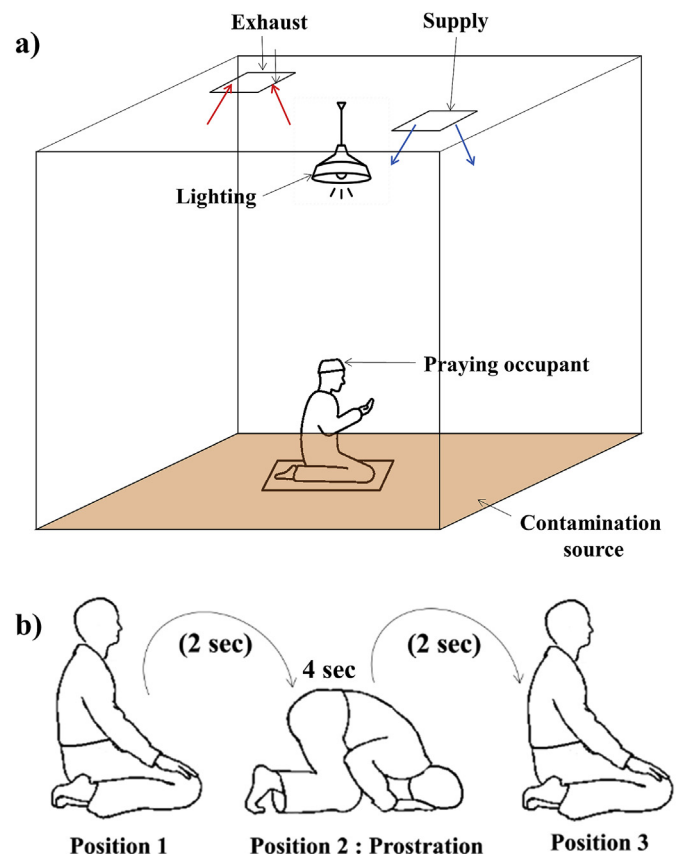 a)
Exhaust
Supply
Lighting
Praying occupant
Contamination
source
b)
(2 sec)
(2 sec)
4 sec
Position 1
Position 2 : Prostration
Position 3